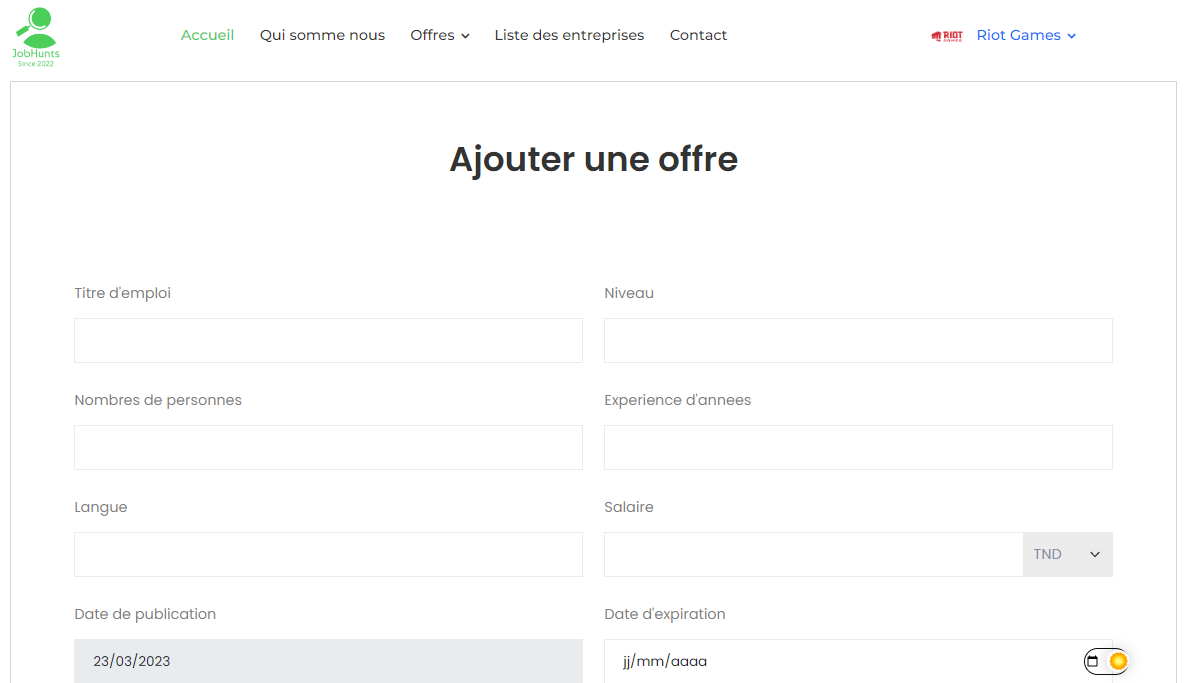 JobHunts
Since 2022
Accueil Qui somme nous Offres Liste des entreprises Contact RIOT GAMES Riot Games
Ajouter une offre
Titre d'emploi Niveau
Nombres de personnes Experience d'annees
Langue Salaire
TND
Date de publication Date d'expiration
23/03/2023 jj/mm/aaaa